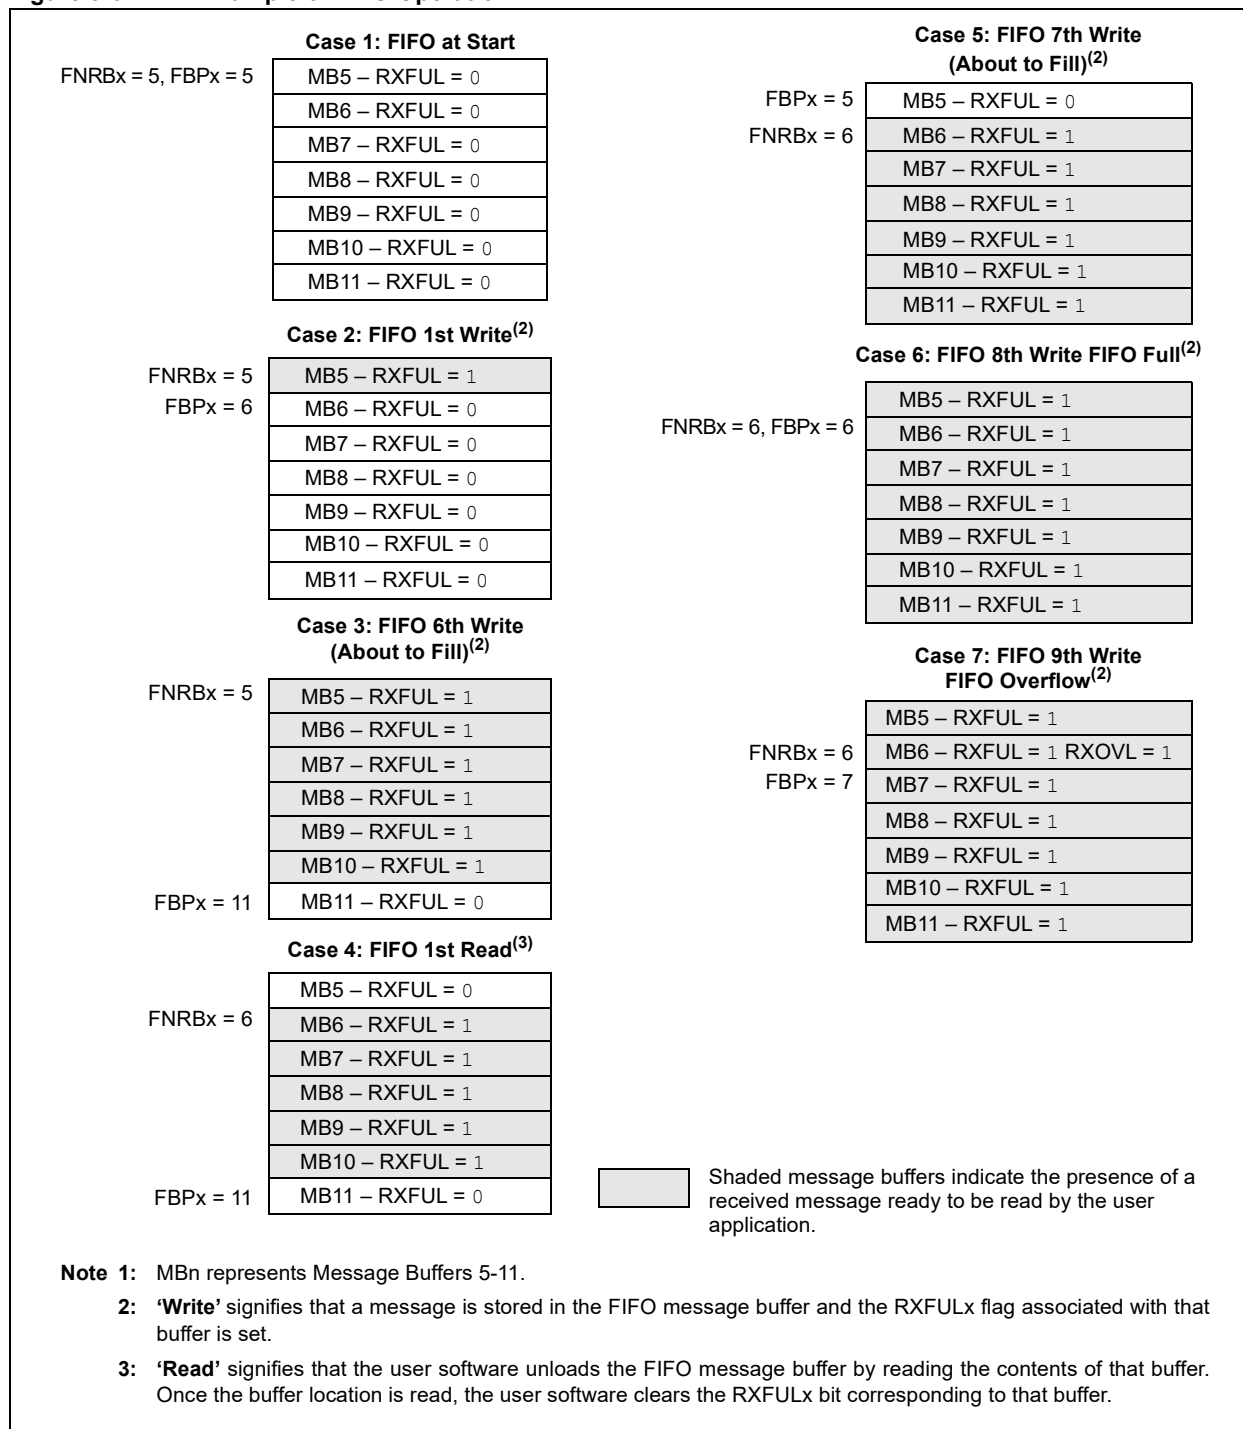 Case 1: FIFO at Start
FNRBx = 5, FBPx = 5
MB5 – RXFUL = 0
MB6 – RXFUL = 0
MB7 – RXFUL = 0
MB8 – RXFUL = 0
MB9 – RXFUL = 0
MB10 – RXFUL = 0
MB11 – RXFUL = 0
Case 2: FIFO 1st Write(2)
FNRBx = 5
MB5 – RXFUL = 1
FBPx = 6
MB6 – RXFUL = 0
MB7 – RXFUL = 0
MB8 – RXFUL = 0
MB9 – RXFUL = 0
MB10 – RXFUL = 0
MB11 – RXFUL = 0
Case 3: FIFO 6th Write
(About to Fill)(2)
FNRBx = 5
MB5 – RXFUL = 1
MB6 – RXFUL = 1
MB7 – RXFUL = 1
MB8 – RXFUL = 1
MB9 – RXFUL = 1
MB10 – RXFUL = 1
FBPx = 11
MB11 – RXFUL = 0
Case 4: FIFO 1st Read(3)
MB5 – RXFUL = 0
FNRBx = 6
MB6 – RXFUL = 1
MB7 – RXFUL = 1
MB8 – RXFUL = 1
MB9 – RXFUL = 1
MB10 – RXFUL = 1
FBPx = 11
MB11 – RXFUL = 0
Case 5: FIFO 7th Write
(About to Fill)(2)
FBPx = 5
MB5 – RXFUL = 0
FNRBx = 6
MB6 – RXFUL = 1
MB7 – RXFUL = 1
MB8 – RXFUL = 1
MB9 – RXFUL = 1
MB10 – RXFUL = 1
MB11 – RXFUL = 1
Case 6: FIFO 8th Write FIFO Full(2)
MB5 – RXFUL = 1
FNRBx = 6, FBPx = 6
MB6 – RXFUL = 1
MB7 – RXFUL = 1
MB8 – RXFUL = 1
MB9 – RXFUL = 1
MB10 – RXFUL = 1
MB11 – RXFUL = 1
Case 7: FIFO 9th Write
FIFO Overflow(2)
MB5 – RXFUL = 1
FNRBx = 6
MB6 – RXFUL = 1 RXOVL = 1
FBPx = 7
MB7 – RXFUL = 1
MB8 – RXFUL = 1
MB9 – RXFUL = 1
MB10 – RXFUL = 1
MB11 – RXFUL = 1
Shaded message buffers indicate the presence of a
received message ready to be read by the user
application.
Note 1: MBn represents Message Buffers 5-11.
2: ‘Write’ signifies that a message is stored in the FIFO message buffer and the RXFULx flag associated with that
buffer is set.
3: ‘Read’ signifies that the user software unloads the FIFO message buffer by reading the contents of that buffer.
Once the buffer location is read, the user software clears the RXFULx bit corresponding to that buffer.